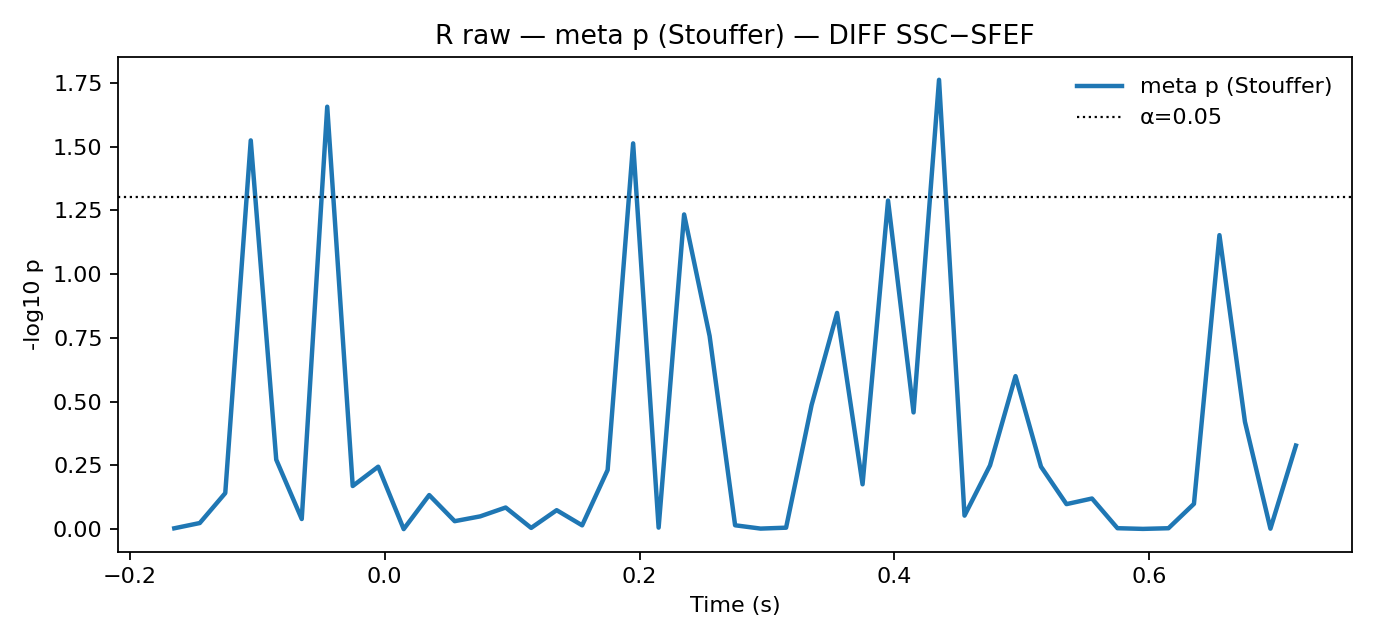 R raw — meta p (Stouffer) — DIFF SSC−SFEF
meta p (Stouffer)
α=0.05
1.75
1.50
1.25
1.00
0.75
0.50
0.25
0.00
-log10 p
−0.2 0.0 0.2 0.4 0.6
Time (s)